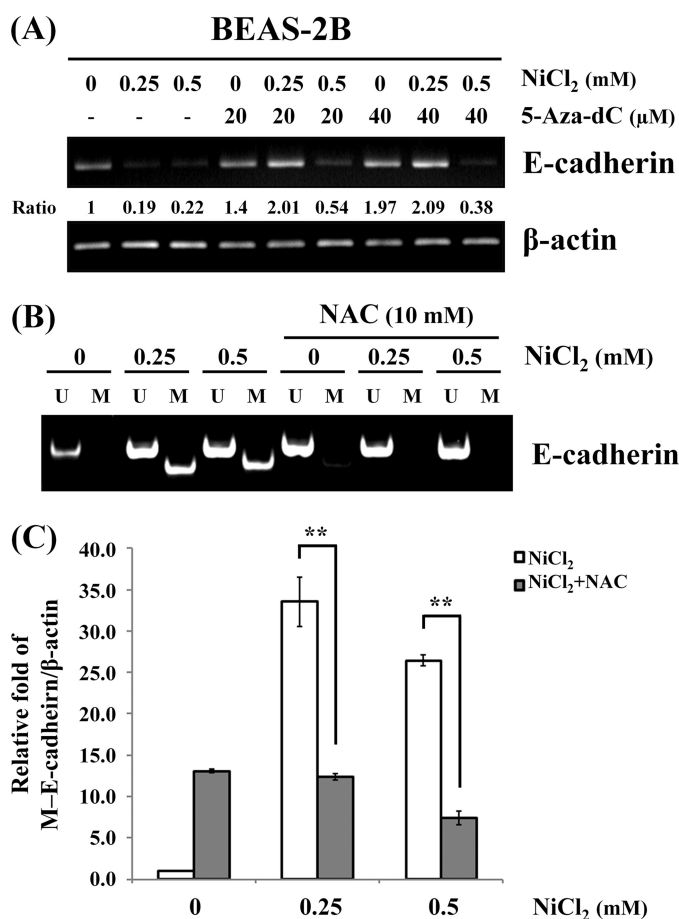 (A) BEAS-2B
0 0.25 0.5 0 0.25 0.5 0 0.25 0.5 NiCl₂ (mM)
- - - 20 20 20 40 40 40 5-Aza-dC (μM)
E-cadherin
Ratio 1 0.19 0.22 1.4 2.01 0.54 1.97 2.09 0.38
β-actin
(B) NAC (10 mM)
0 0.25 0.5 0 0.25 0.5 NiCl₂ (mM)
U M U M U M U M U M U M
E-cadherin
(C)
Relative fold of
M–E-cadheirn/β-actin
40.0
35.0
30.0
25.0
20.0
15.0
10.0
5.0
0.0
**
**
NiCl₂
NiCl₂+NAC
0 0.25 0.5 NiCl₂ (mM)